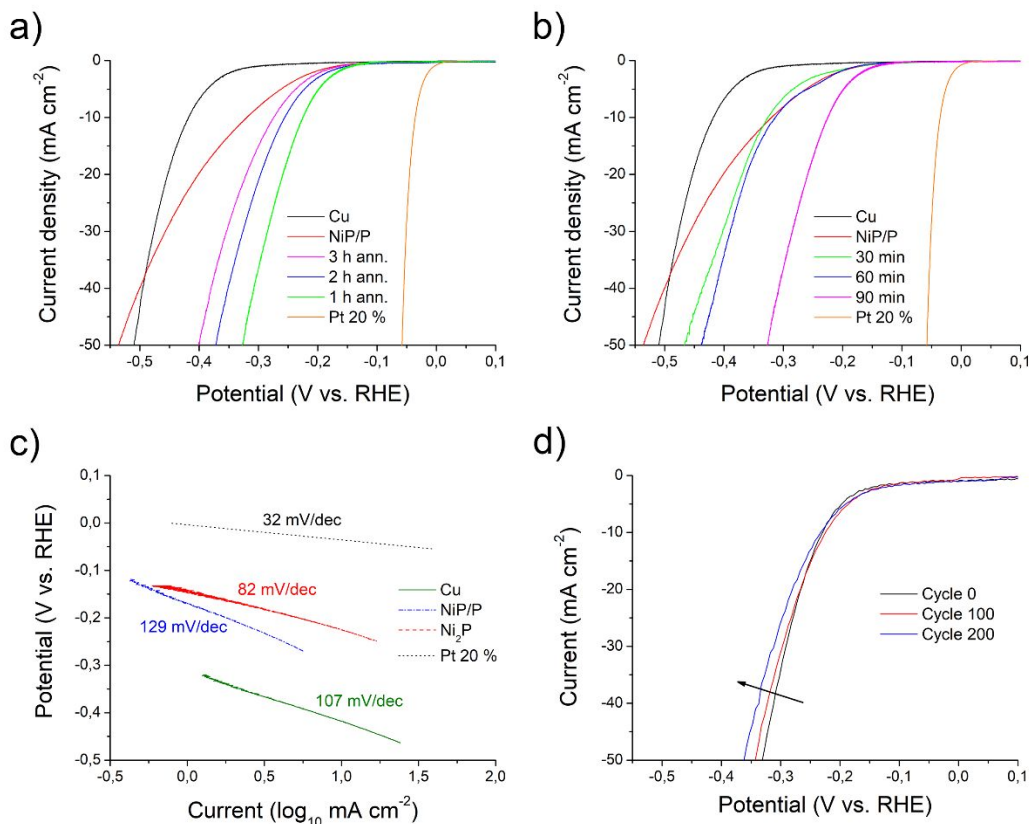 a)
Current density (mA cm⁻²)
0
-10
-20
-30
-40
-50
Cu
NiP/P
3 h ann.
2 h ann.
1 h ann.
Pt 20 %
-0,5 -0,4 -0,3 -0,2 -0,1 0,0 0,1
Potential (V vs. RHE)
b)
Current density (mA cm⁻²)
0
-10
-20
-30
-40
-50
Cu
NiP/P
30 min
60 min
90 min
Pt 20 %
-0,5 -0,4 -0,3 -0,2 -0,1 0,0 0,1
Potential (V vs. RHE)
c)
Potential (V vs. RHE)
0,1
0,0
-0,1
-0,2
-0,3
-0,4
-0,5
32 mV/dec
82 mV/dec
129 mV/dec
107 mV/dec
Cu
NiP/P
Ni₂P
Pt 20 %
-0,5 0,0 0,5 1,0 1,5 2,0
Current (log₁₀ mA cm⁻²)
d)
Current (mA cm⁻²)
0
-10
-20
-30
-40
-50
Cycle 0
Cycle 100
Cycle 200
-0,5 -0,4 -0,3 -0,2 -0,1 0,0 0,1
Potential (V vs. RHE)